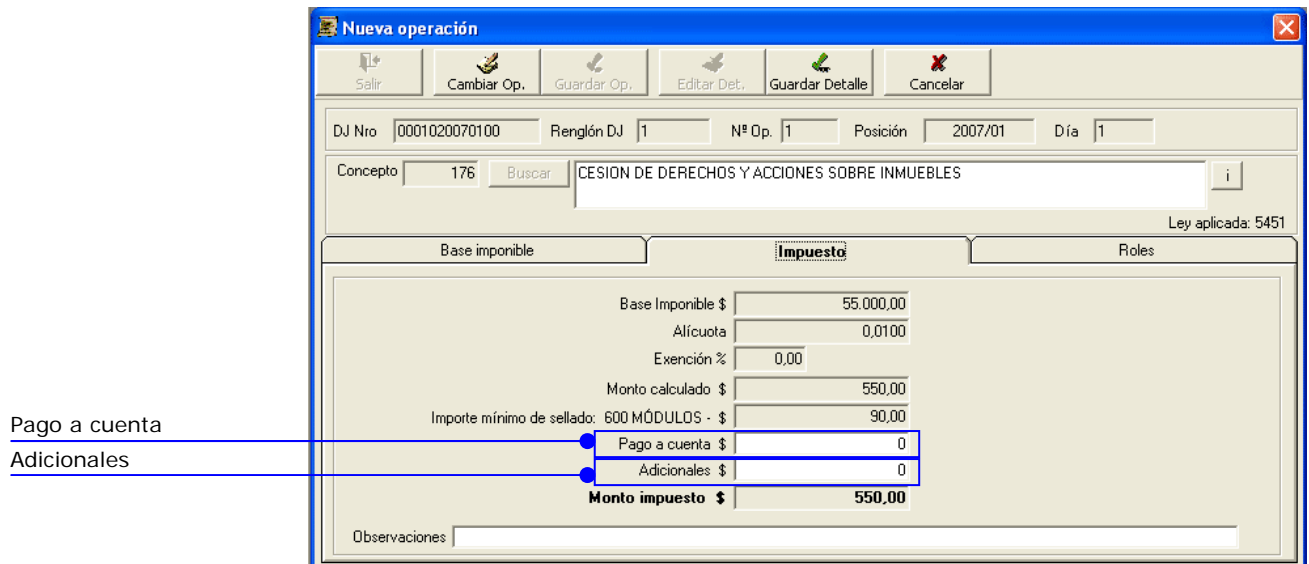 Nueva operación
Salir Cambiar Op. Guardar Op. Editar Det. Guardar Detalle Cancelar
DJ Nro 0001020070100 Renglón DJ 1 Nº Op. 1 Posición 2007/01 Día 1
Concepto 176 Buscar CESION DE DERECHOS Y ACCIONES SOBRE INMUEBLES i
Ley aplicada: 5451
Base imponible Impuesto Roles
Base Imponible $ 55.000,00
Alícuota 0,0100
Exención % 0,00
Monto calculado $ 550,00
Importe mínimo de sellado: 600 MÓDULOS - $ 90,00
Pago a cuenta
Pago a cuenta $ 0
Adicionales
Adicionales $ 0
Monto impuesto $ 550,00
Observaciones